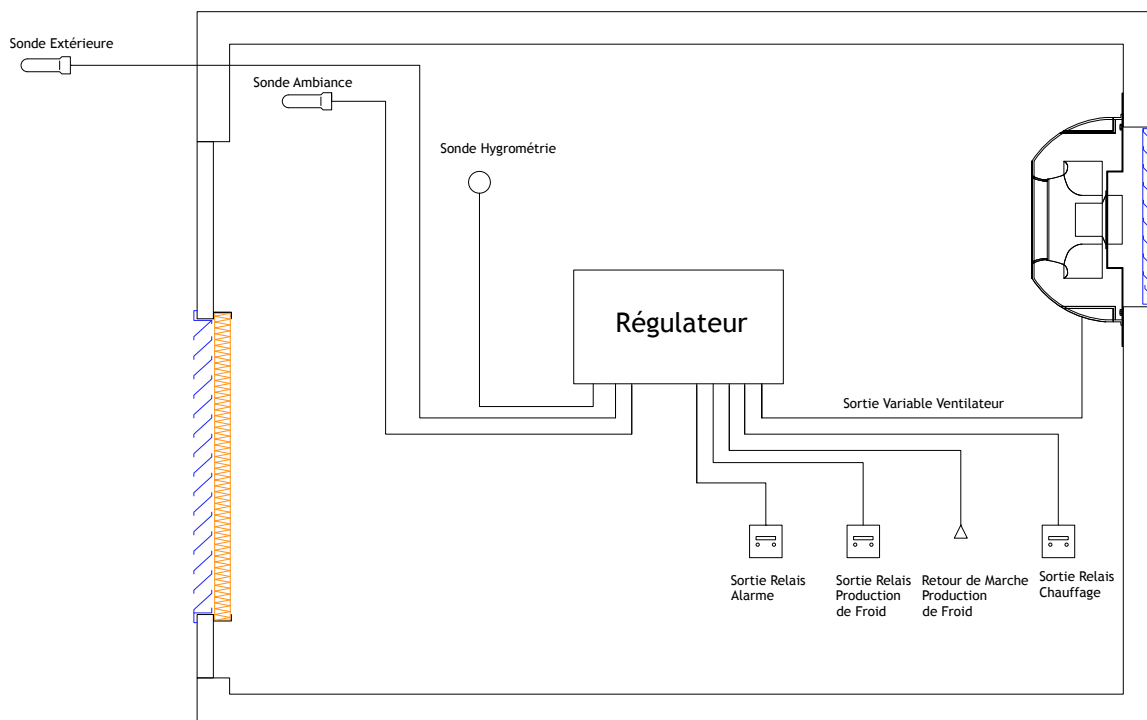 Sonde Extérieure
Sonde Ambiance
Sonde Hygrométrie
Régulateur
Sortie Variable Ventilateur
Sortie Relais
Alarme
Sortie Relais
Production
de Froid
Retour de Marche
Production
de Froid
Sortie Relais
Chauffage